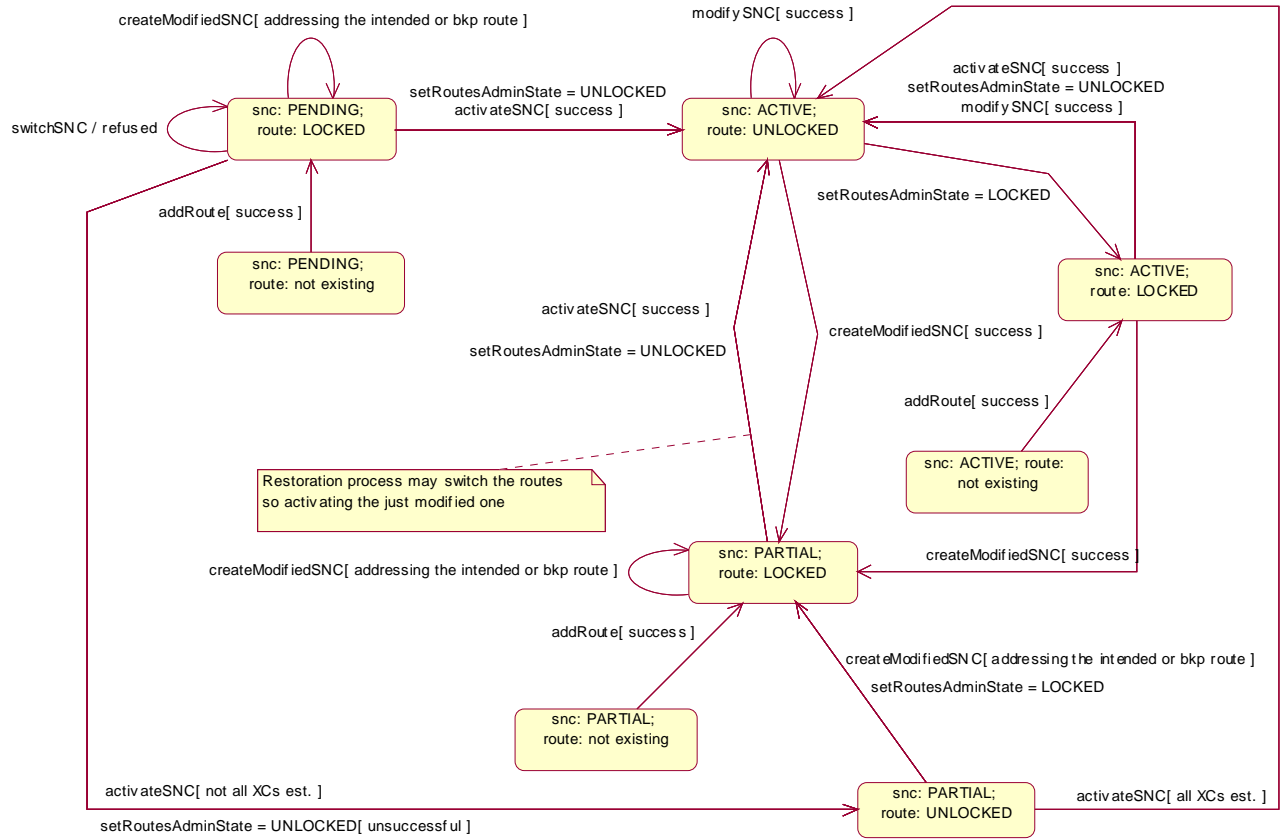 createModifiedSNC[ addressing the intended or bkp route ]
modifySNC[ success ]
activateSNC[ success ]
setRoutesAdminState = UNLOCKED
modifySNC[ success ]
setRoutesAdminState = UNLOCKED
activateSNC[ success ]
snc: PENDING;
route: LOCKED
snc: ACTIVE;
route: UNLOCKED
switchSNC / refused
setRoutesAdminState = LOCKED
addRoute[ success ]
snc: PENDING;
route: not existing
snc: ACTIVE;
route: LOCKED
activateSNC[ success ]
setRoutesAdminState = UNLOCKED
createModifiedSNC[ success ]
addRoute[ success ]
snc: ACTIVE; route:
not existing
Restoration process may switch the routes
so activating the just modified one
snc: PARTIAL;
route: LOCKED
createModifiedSNC[ success ]
createModifiedSNC[ addressing the intended or bkp route ]
addRoute[ success ]
createModifiedSNC[ addressing the intended or bkp route ]
setRoutesAdminState = LOCKED
snc: PARTIAL;
route: not existing
activateSNC[ not all XCs est. ]
setRoutesAdminState = UNLOCKED[ unsuccessful ]
snc: PARTIAL;
route: UNLOCKED
activateSNC[ all XCs est. ]